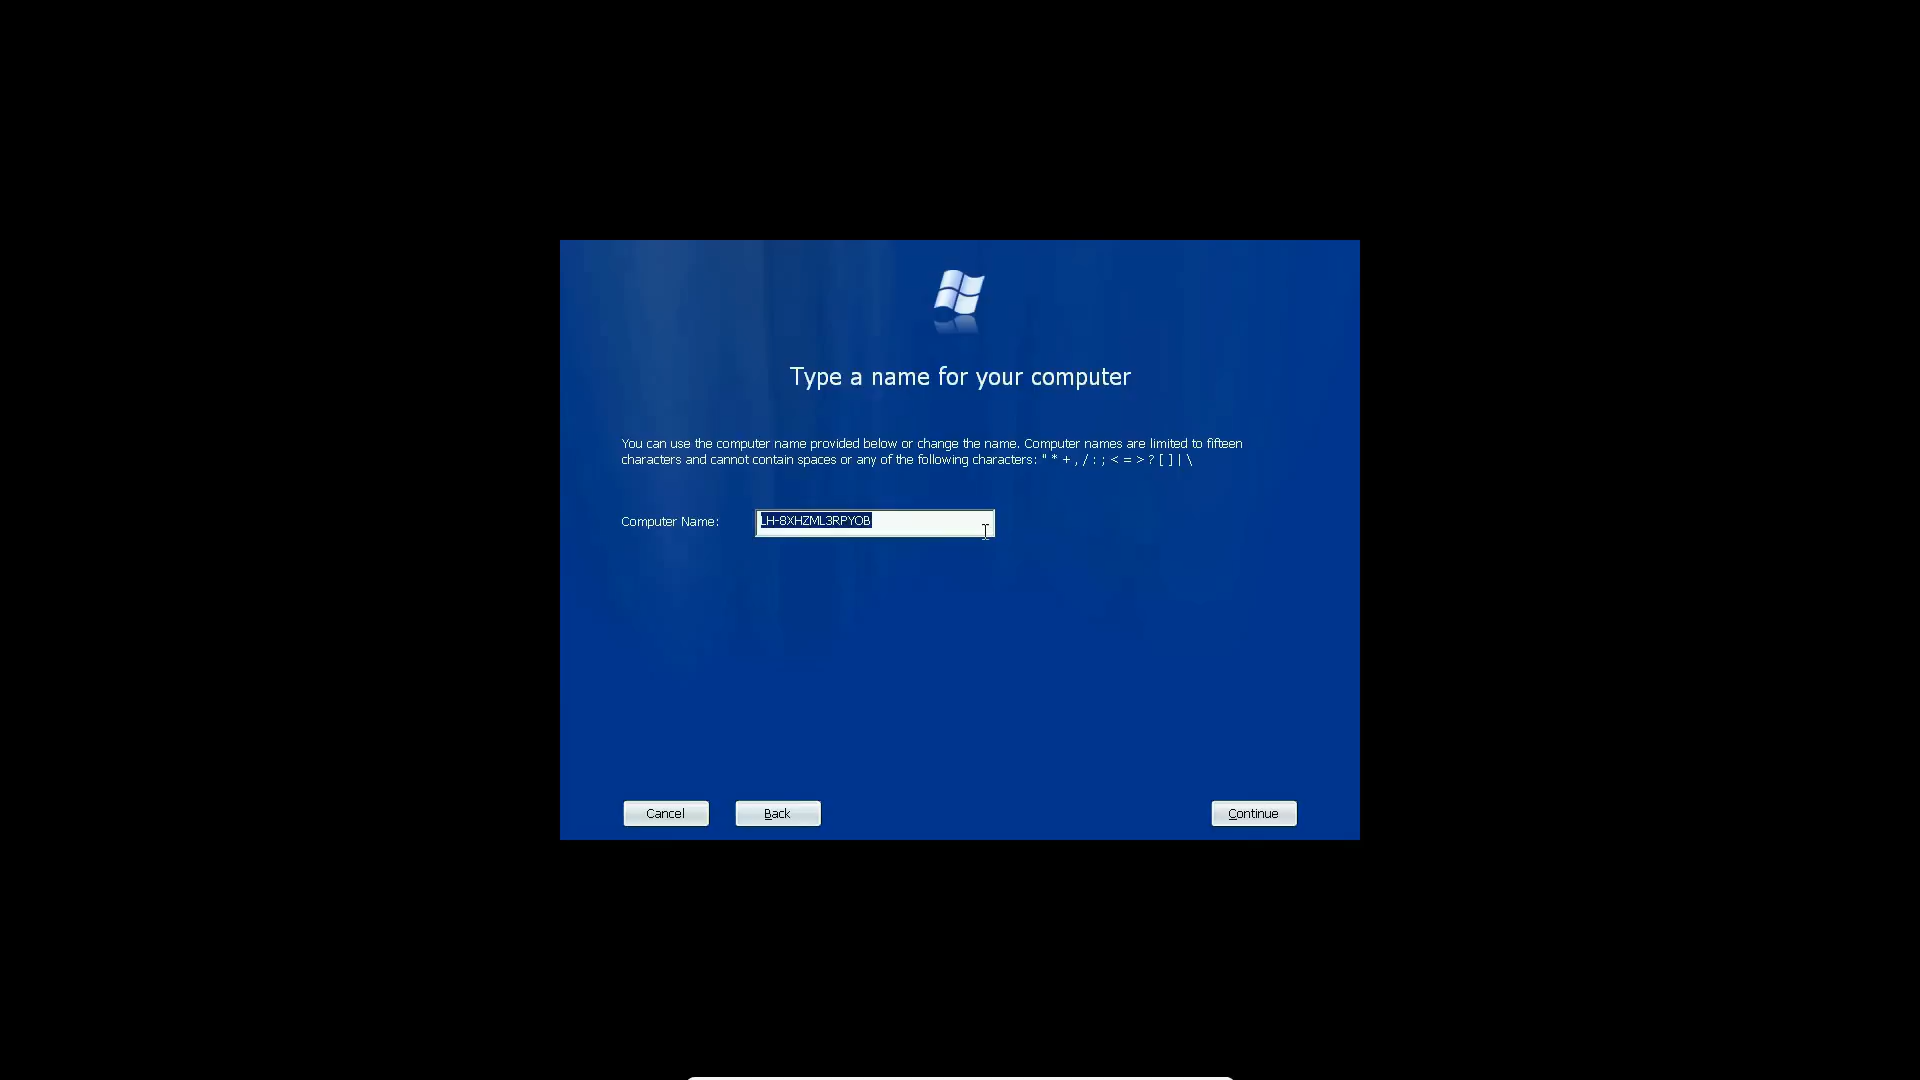 Type a name for your computer
You can use the computer name provided below or change the name. Computer names are limited to fifteen
characters and cannot contain spaces or any of the following characters: " * + , / : ; < = > ? [ ] | \
Computer Name: LH-8XHZML3RPYOB
Cancel Back Continue